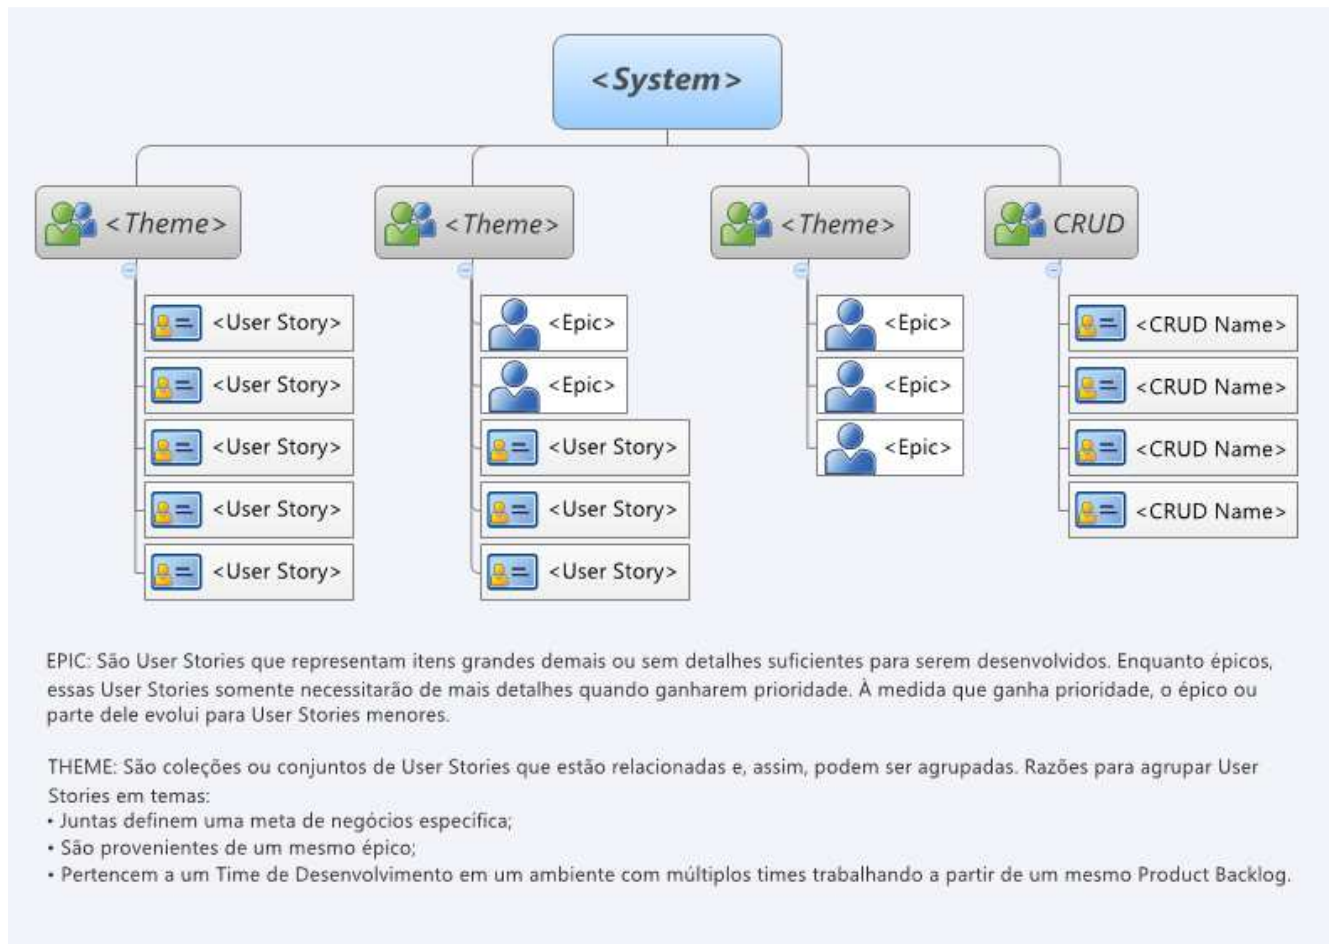 <System>
<Theme>
<Theme>
<Theme>
CRUD
<User Story>
<User Story>
<User Story>
<User Story>
<User Story>
<Epic>
<Epic>
<User Story>
<User Story>
<User Story>
<Epic>
<Epic>
<Epic>
<CRUD Name>
<CRUD Name>
<CRUD Name>
<CRUD Name>
EPIC: São User Stories que representam itens grandes demais ou sem detalhes suficientes para serem desenvolvidos. Enquanto épicos,
essas User Stories somente necessitarão de mais detalhes quando ganharem prioridade. À medida que ganha prioridade, o épico ou
parte dele evolui para User Stories menores.
THEME: São coleções ou conjuntos de User Stories que estão relacionadas e, assim, podem ser agrupadas. Razões para agrupar User
Stories em temas:
• Juntas definem uma meta de negócios específica;
• São provenientes de um mesmo épico;
• Pertencem a um Time de Desenvolvimento em um ambiente com múltiplos times trabalhando a partir de um mesmo Product Backlog.